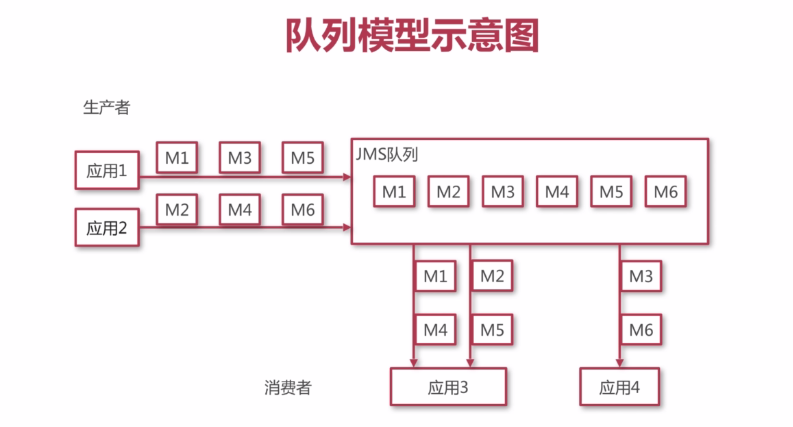 队列模型示意图
生产者
应用1
M1 M3 M5
JMS队列
M1 M2 M3 M4 M5 M6
应用2
M2 M4 M6
M1 M2 M3
M4 M5 M6
消费者
应用3
应用4